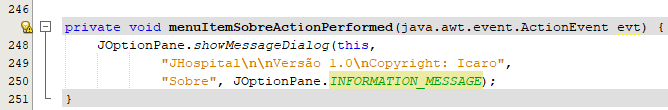 246
private void menuItemSobreActionPerformed(java.awt.event.ActionEvent evt) {
248 JOptionPane.showMessageDialog(this,
249 "JHospital\n\nVersão 1.0\nCopyright: Icaro",
250 "Sobre", JOptionPane.INFORMATION_MESSAGE);
251 }